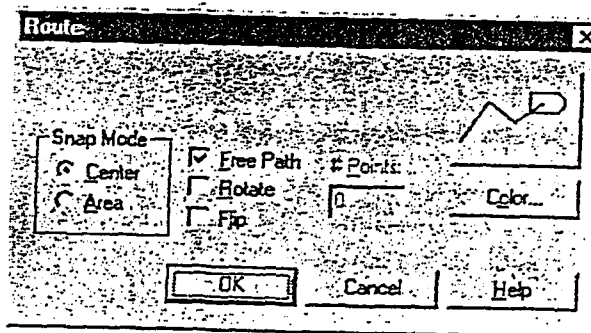 Route
Snap Mode
Center
Area
Free Path
Rotate
Flip
# Points:
0
Color...
OK
Cancel
Help